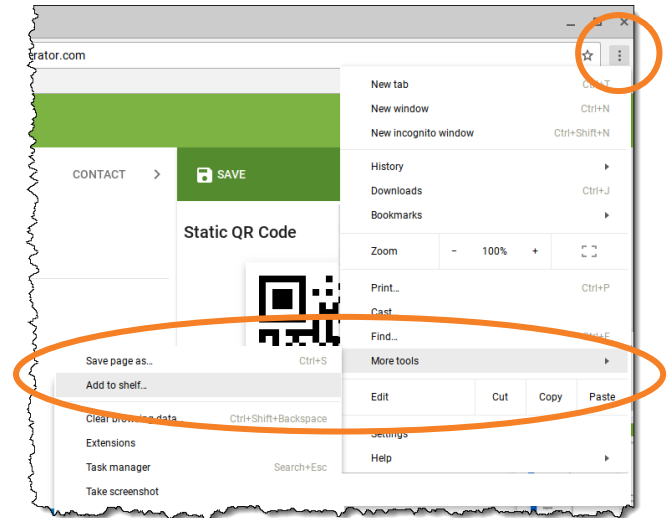 rator.com
New tab Ctrl+T
New window Ctrl+N
New incognito window Ctrl+Shift+N
CONTACT > SAVE
History
Downloads Ctrl+J
Bookmarks
Static QR Code
Zoom - 100% +
Print... Ctrl+P
Cast...
Find... Ctrl+F
More tools
Save page as... Ctrl+S
Add to shelf...
Edit Cut Copy Paste
Clear browsing data Ctrl+Shift+Backspace
Settings
Extensions
Help
Task manager Search+Esc
Take screenshot